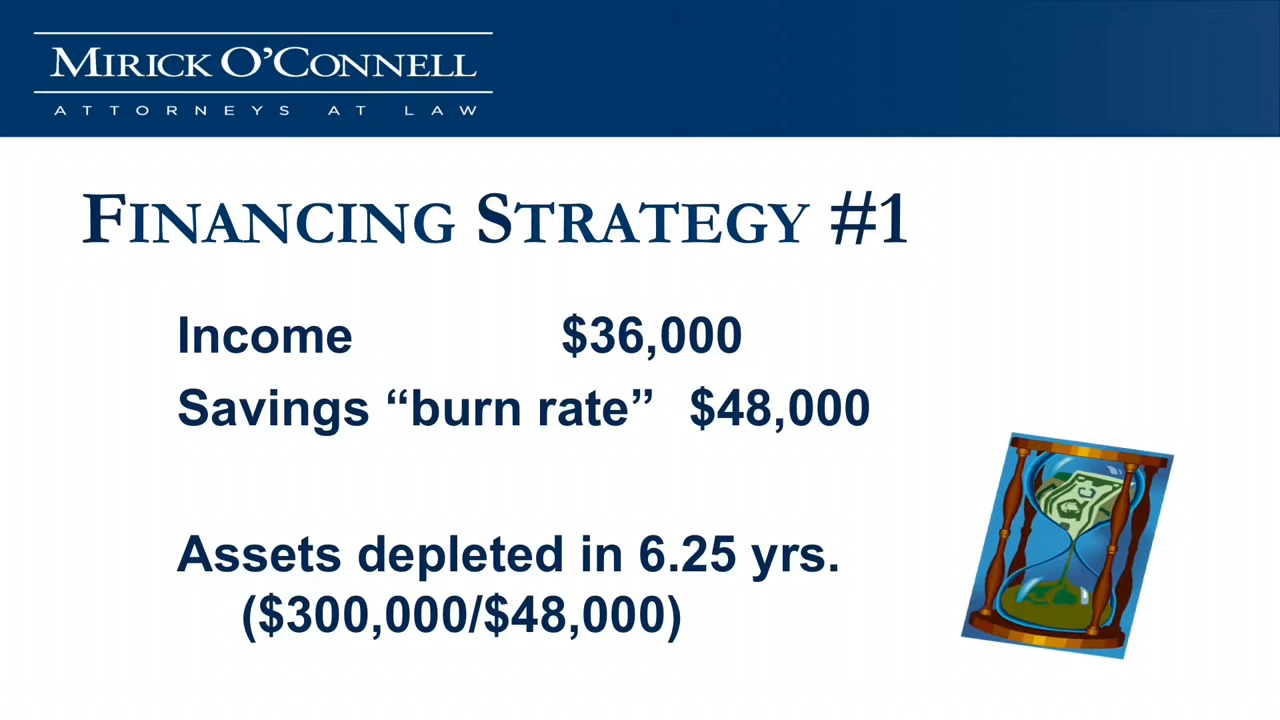 MIRICK O’CONNELL
ATTORNEYS AT LAW
FINANCING STRATEGY #1
Income $36,000
Savings “burn rate” $48,000
Assets depleted in 6.25 yrs.
($300,000/$48,000)